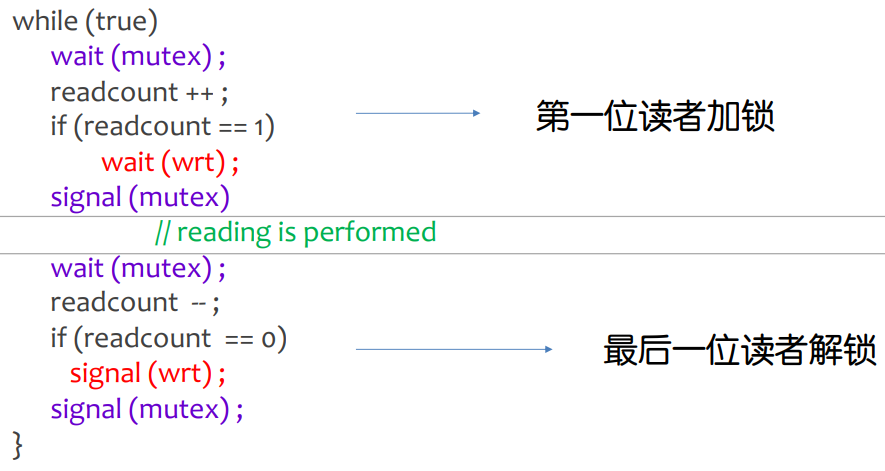 while (true)
wait (mutex) ;
readcount ++ ;
if (readcount == 1)
第一位读者加锁
wait (wrt) ;
signal (mutex)
// reading is performed
wait (mutex) ;
readcount -- ;
if (readcount == 0)
最后一位读者解锁
signal (wrt) ;
signal (mutex) ;
}